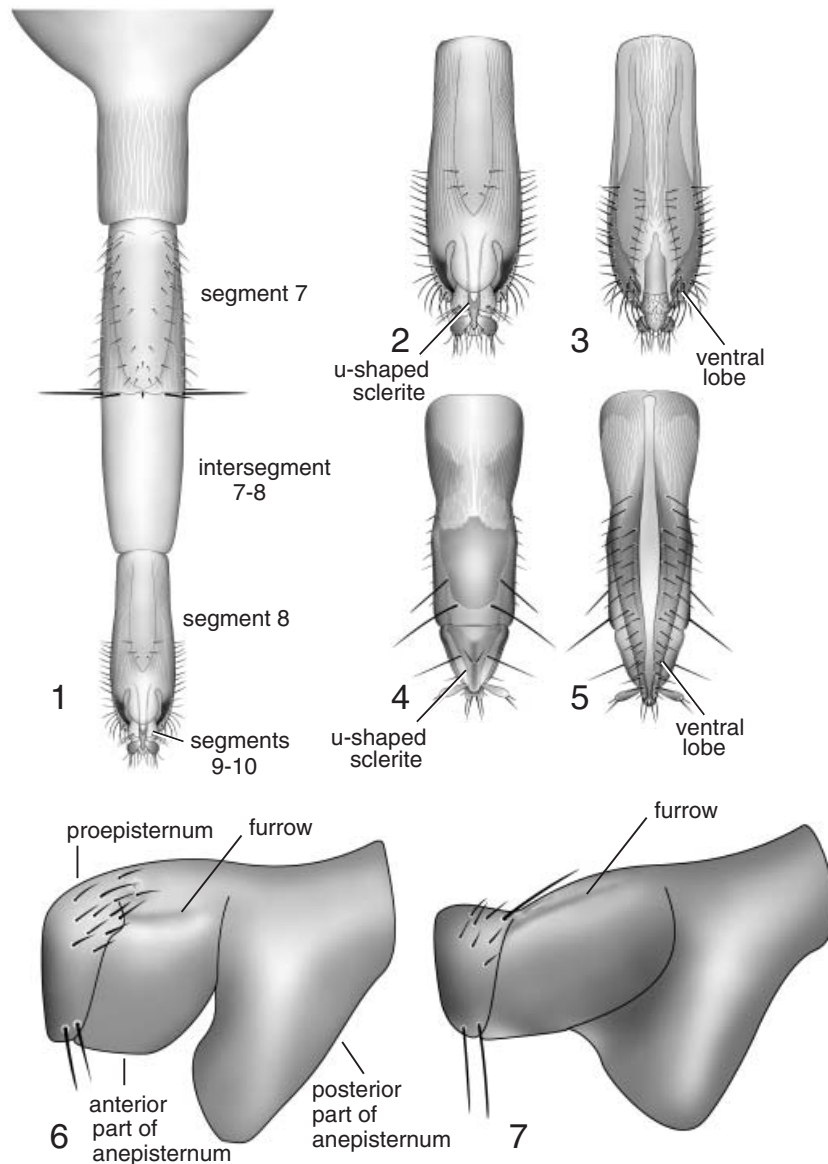 segment 7
2
3
u-shaped
sclerite
ventral
lobe
intersegment
7-8
segment 8
1
segments
9-10
4
5
u-shaped
sclerite
ventral
lobe
proepisternum
furrow
furrow
6
anterior
part of
anepisternum
posterior
part of
anepisternum
7